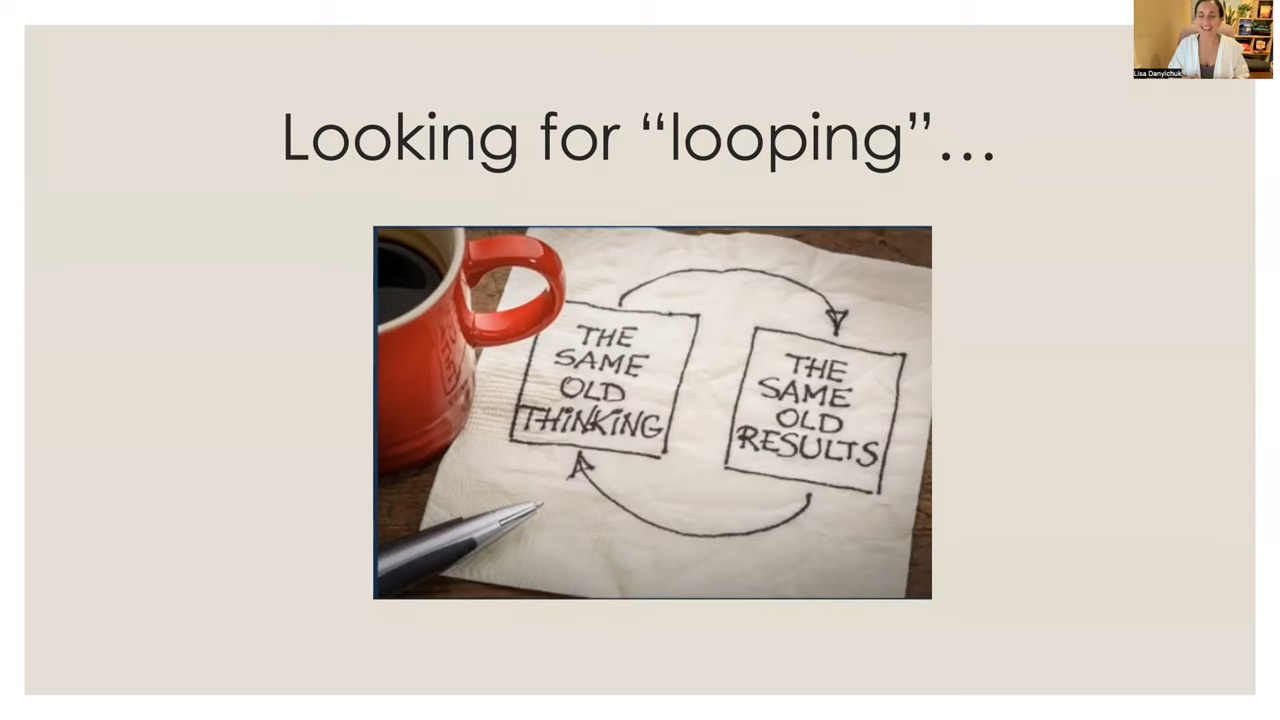 Lisa Danylchuk
Looking for “looping”...
THE
SAME
OLD
THINKING
THE
SAME
OLD
RESULTS